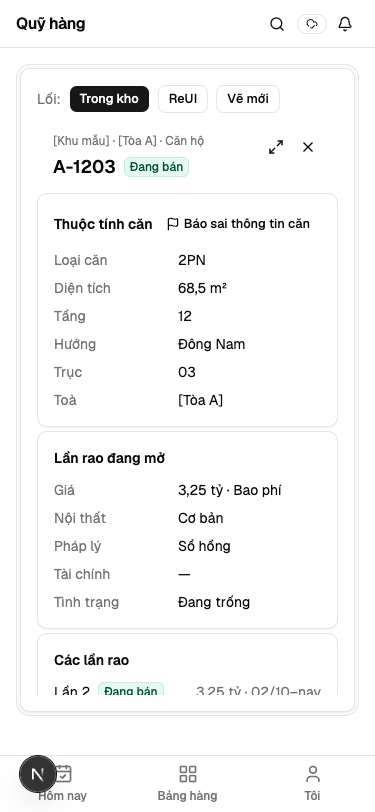 Quỹ hàng
Lối: Trong kho ReUI Vẽ mới
[Khu mẫu] · [Tòa A] · Căn hộ
A-1203 Đang bán
Thuộc tính căn Báo sai thông tin căn
Loại căn 2PN
Diện tích 68,5 m²
Tầng 12
Hướng Đông Nam
Trục 03
Toà [Tòa A]
Lần rao đang mở
Giá 3,25 tỷ · Bao phí
Nội thất Cơ bản
Pháp lý Sổ hồng
Tài chính —
Tình trạng Đang trống
Các lần rao
Lần 2 Đang bán 3,25 tỷ · 02/10–nay
N
Hôm nay Bảng hàng Tôi